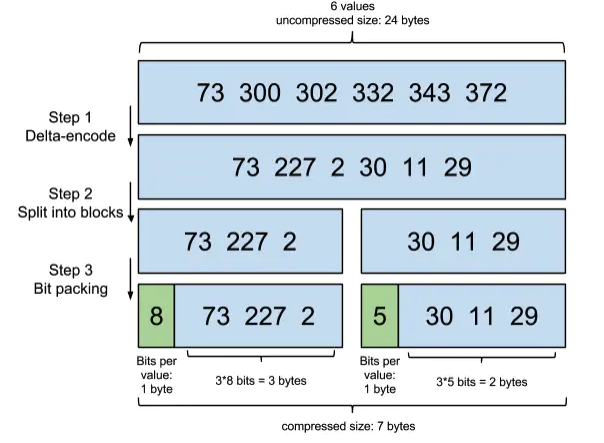 6 values
uncompressed size: 24 bytes
73 300 302 332 343 372
Step 1
Delta-encode
73 227 2 30 11 29
Step 2
Split into blocks
73 227 2
30 11 29
Step 3
Bit packing
8
73 227 2
5
30 11 29
Bits per
value:
1 byte
3*8 bits = 3 bytes
Bits per
value:
1 byte
3*5 bits = 2 bytes
compressed size: 7 bytes